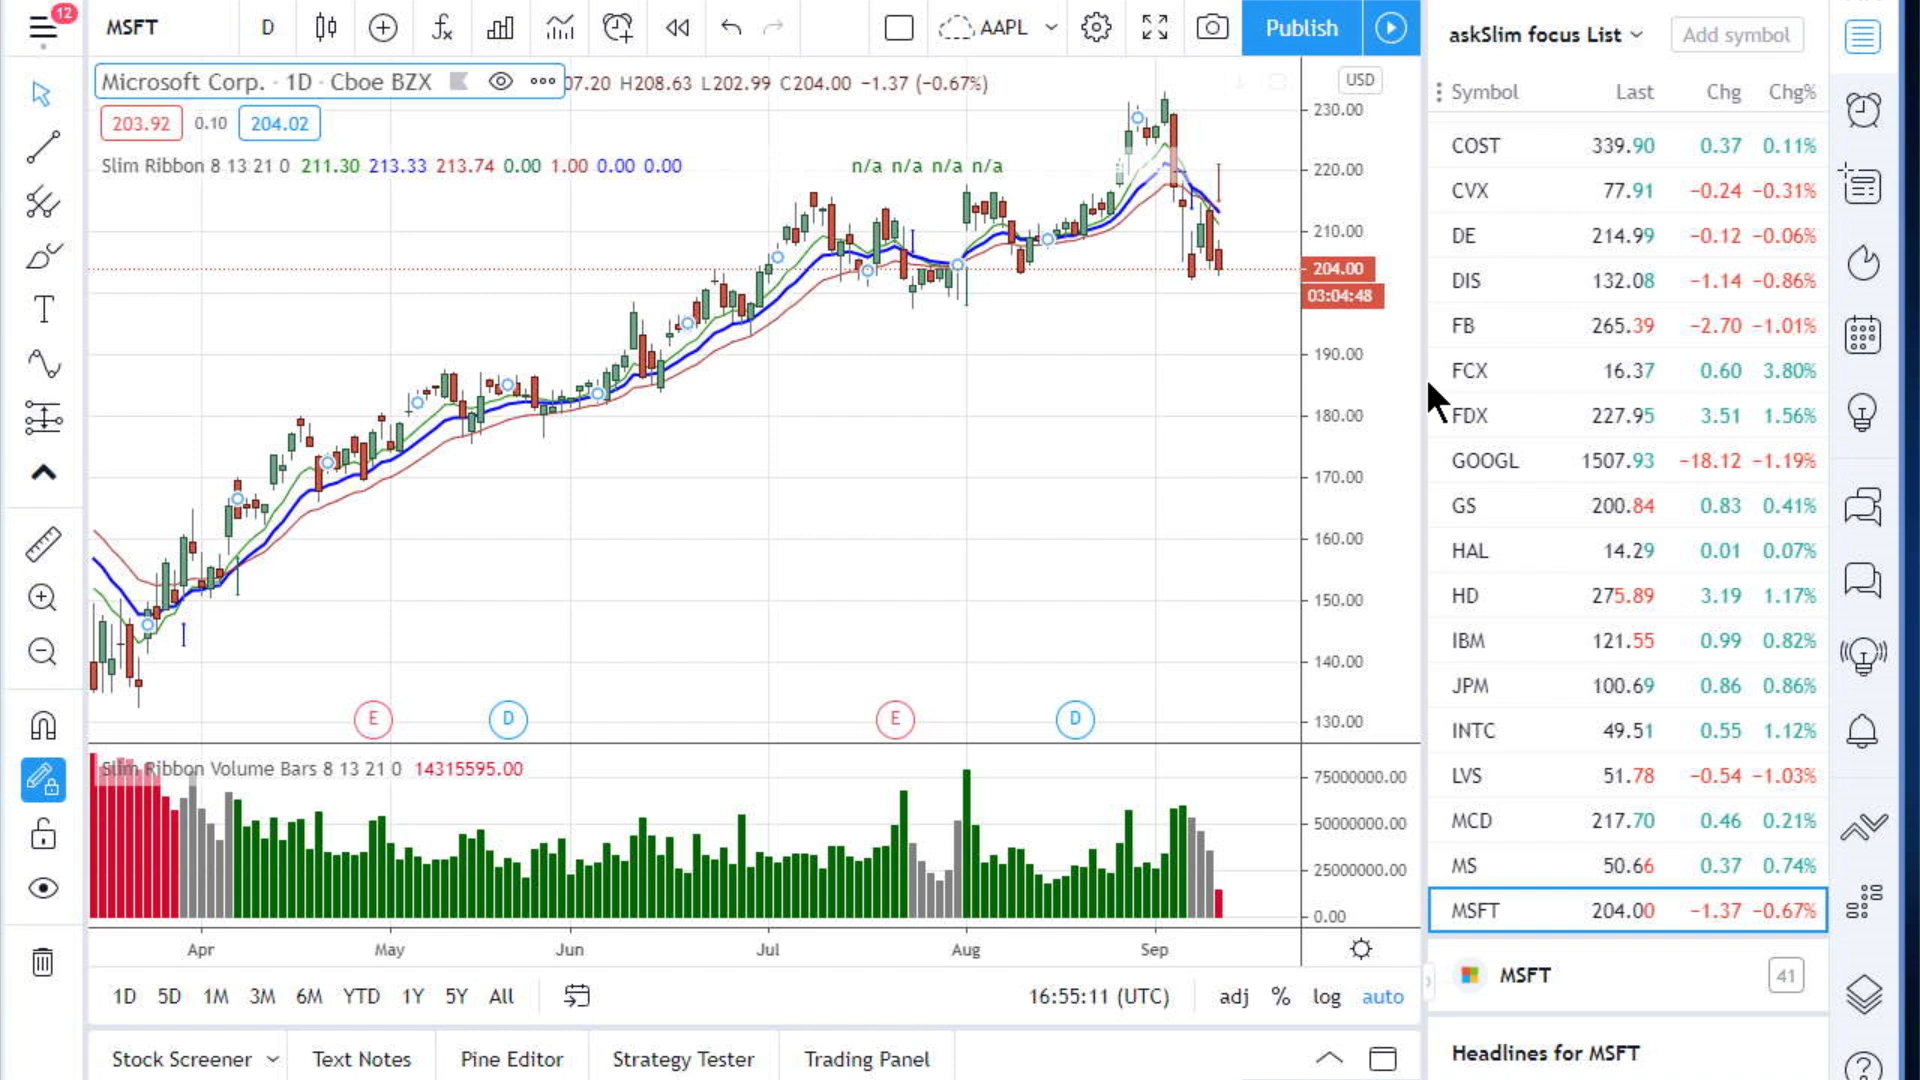 12
MSFT D AAPL Publish
Microsoft Corp. · 1D · Cboe BZX 07.20 H208.63 L202.99 C204.00 −1.37 (−0.67%)
203.92 0.10 204.02
Slim Ribbon 8 13 21 0 211.30 213.33 213.74 0.00 1.00 0.00 0.00 n/a n/a n/a n/a
USD
230.00
220.00
210.00
204.00
03:04:48
190.00
180.00
170.00
160.00
150.00
140.00
130.00
E D E D
Slim Ribbon Volume Bars 8 13 21 0 14315595.00
75000000.00
50000000.00
25000000.00
0.00
Apr May Jun Jul Aug Sep
1D 5D 1M 3M 6M YTD 1Y 5Y All 16:55:11 (UTC) adj % log auto
Stock Screener Text Notes Pine Editor Strategy Tester Trading Panel
askSlim focus List Add symbol
Symbol Last Chg Chg%
COST 339.90 0.37 0.11%
CVX 77.91 −0.24 −0.31%
DE 214.99 −0.12 −0.06%
DIS 132.08 −1.14 −0.86%
FB 265.39 −2.70 −1.01%
FCX 16.37 0.60 3.80%
FDX 227.95 3.51 1.56%
GOOGL 1507.93 −18.12 −1.19%
GS 200.84 0.83 0.41%
HAL 14.29 0.01 0.07%
HD 275.89 3.19 1.17%
IBM 121.55 0.99 0.82%
JPM 100.69 0.86 0.86%
INTC 49.51 0.55 1.12%
LVS 51.78 −0.54 −1.03%
MCD 217.70 0.46 0.21%
MS 50.66 0.37 0.74%
MSFT 204.00 −1.37 −0.67%
MSFT 41
Headlines for MSFT